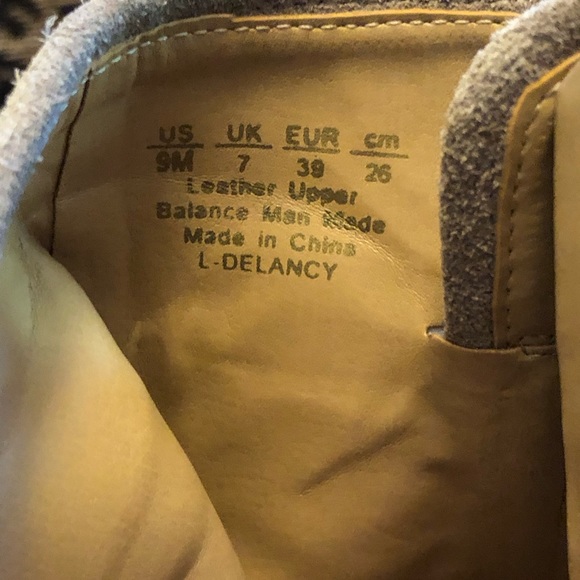 US UK EUR cm
9M 7 39 26
Leather Upper
Balance Man Made
Made in China
L-DELANCY